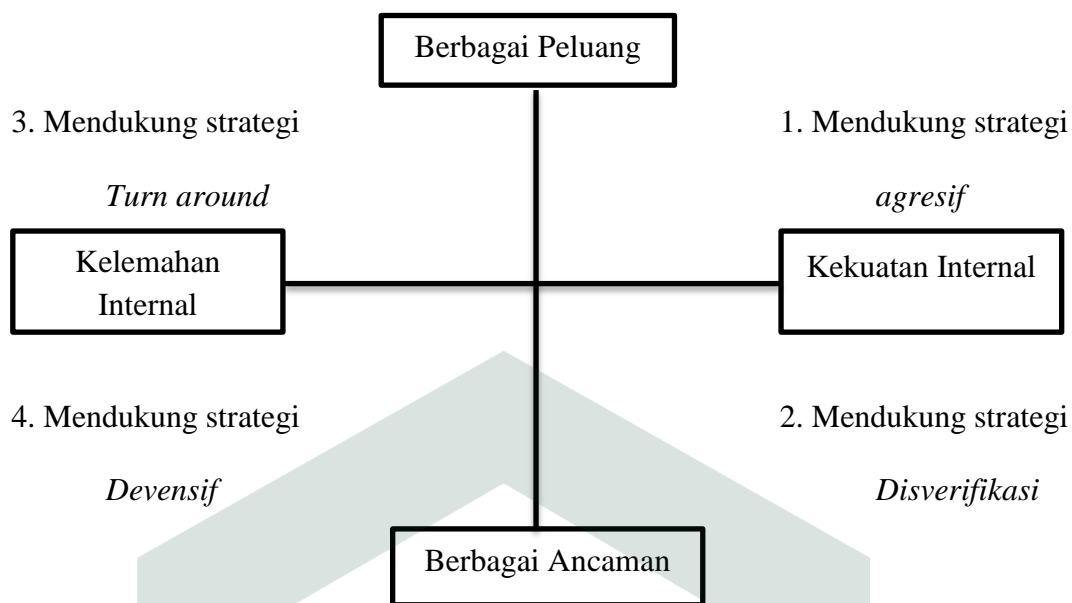 Berbagai Peluang
3. Mendukung strategi
1. Mendukung strategi
Turn around
agresif
Kelemahan
Internal
Kekuatan Internal
4. Mendukung strategi
2. Mendukung strategi
Devensif
Disverifikasi
Berbagai Ancaman